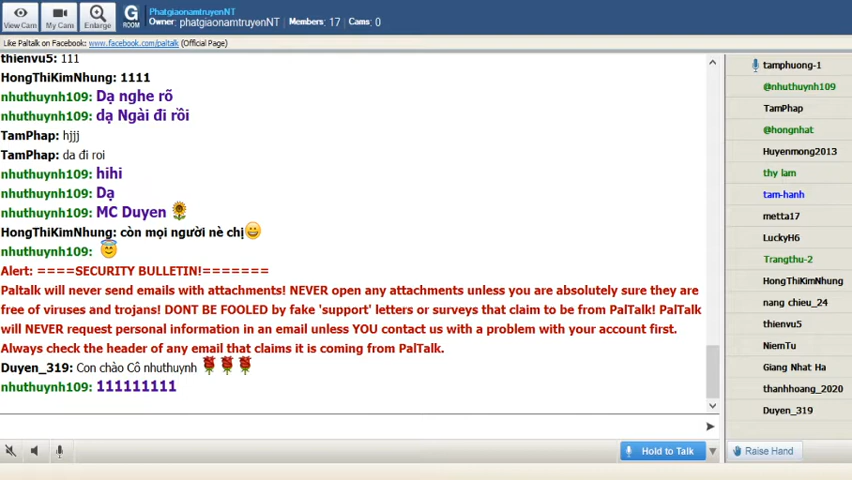 View Cam
My Cam
Enlarge
G
ROOM
PhatgiaonamtruyenNT
Owner: phatgiaonamtruyenNT Members: 17 Cams: 0
Like Paltalk on Facebook: www.facebook.com/paltalk (Official Page)
thienvu5: 111
HongThiKimNhung: 1111
nhuthuynh109: Dạ nghe rõ
nhuthuynh109: dạ Ngài đi rồi
TamPhap: hjjj
TamPhap: da đi roi
nhuthuynh109: hihi
nhuthuynh109: Dạ
nhuthuynh109: MC Duyen
HongThiKimNhung: còn mọi người nè chị
nhuthuynh109:
Alert: ====SECURITY BULLETIN!=======
Paltalk will never send emails with attachments! NEVER open any attachments unless you are absolutely sure they are
free of viruses and trojans! DONT BE FOOLED by fake 'support' letters or surveys that claim to be from PalTalk! PalTalk
will NEVER request personal information in an email unless YOU contact us with a problem with your account first.
Always check the header of any email that claims it is coming from PalTalk.
Duyen_319: Con chào Cô nhuthuynh
nhuthuynh109: 111111111
Hold to Talk
tamphuong-1
@nhuthuynh109
TamPhap
@hongnhat
Huyenmong2013
thy lam
tam-hanh
metta17
LuckyH6
Trangthu-2
HongThiKimNhung
nang chieu_24
thienvu5
NiemTu
Giang Nhat Ha
thanhhoang_2020
Duyen_319
Raise Hand